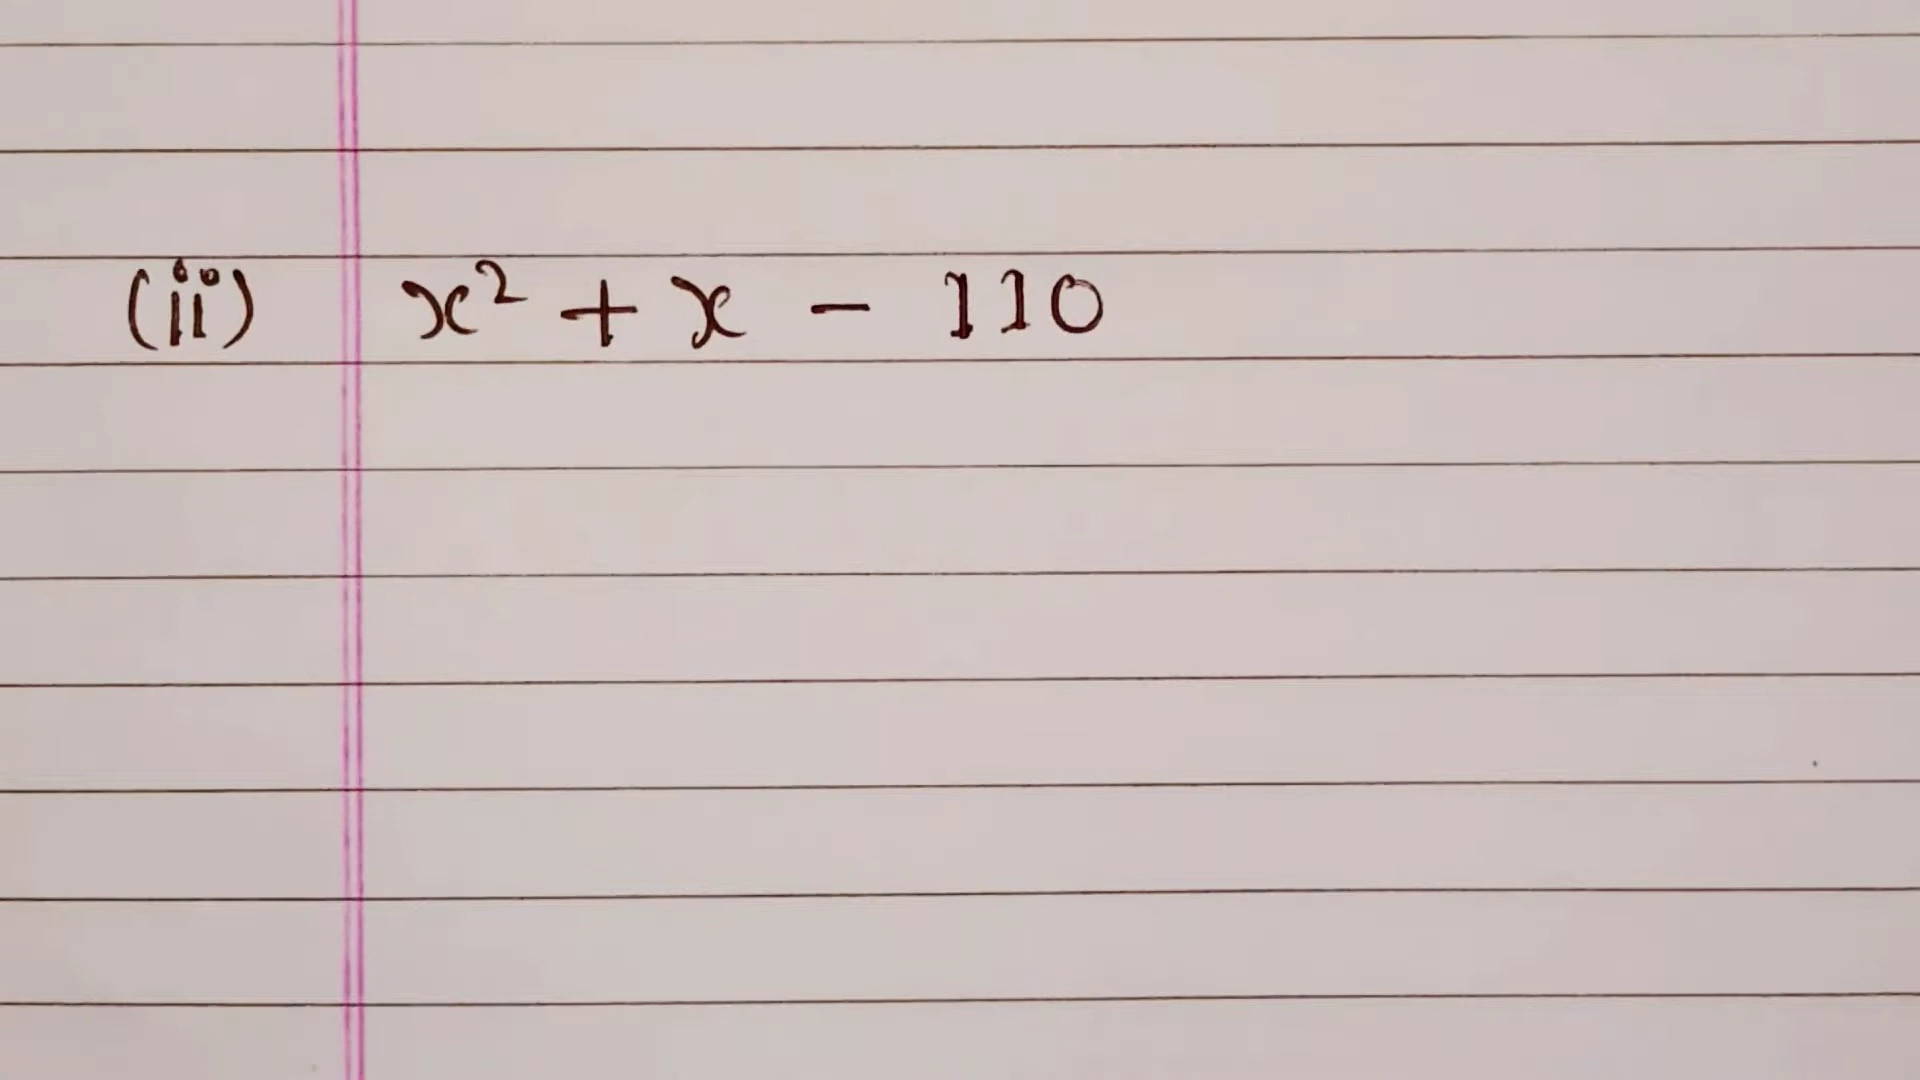 (ii) x² + x - 110